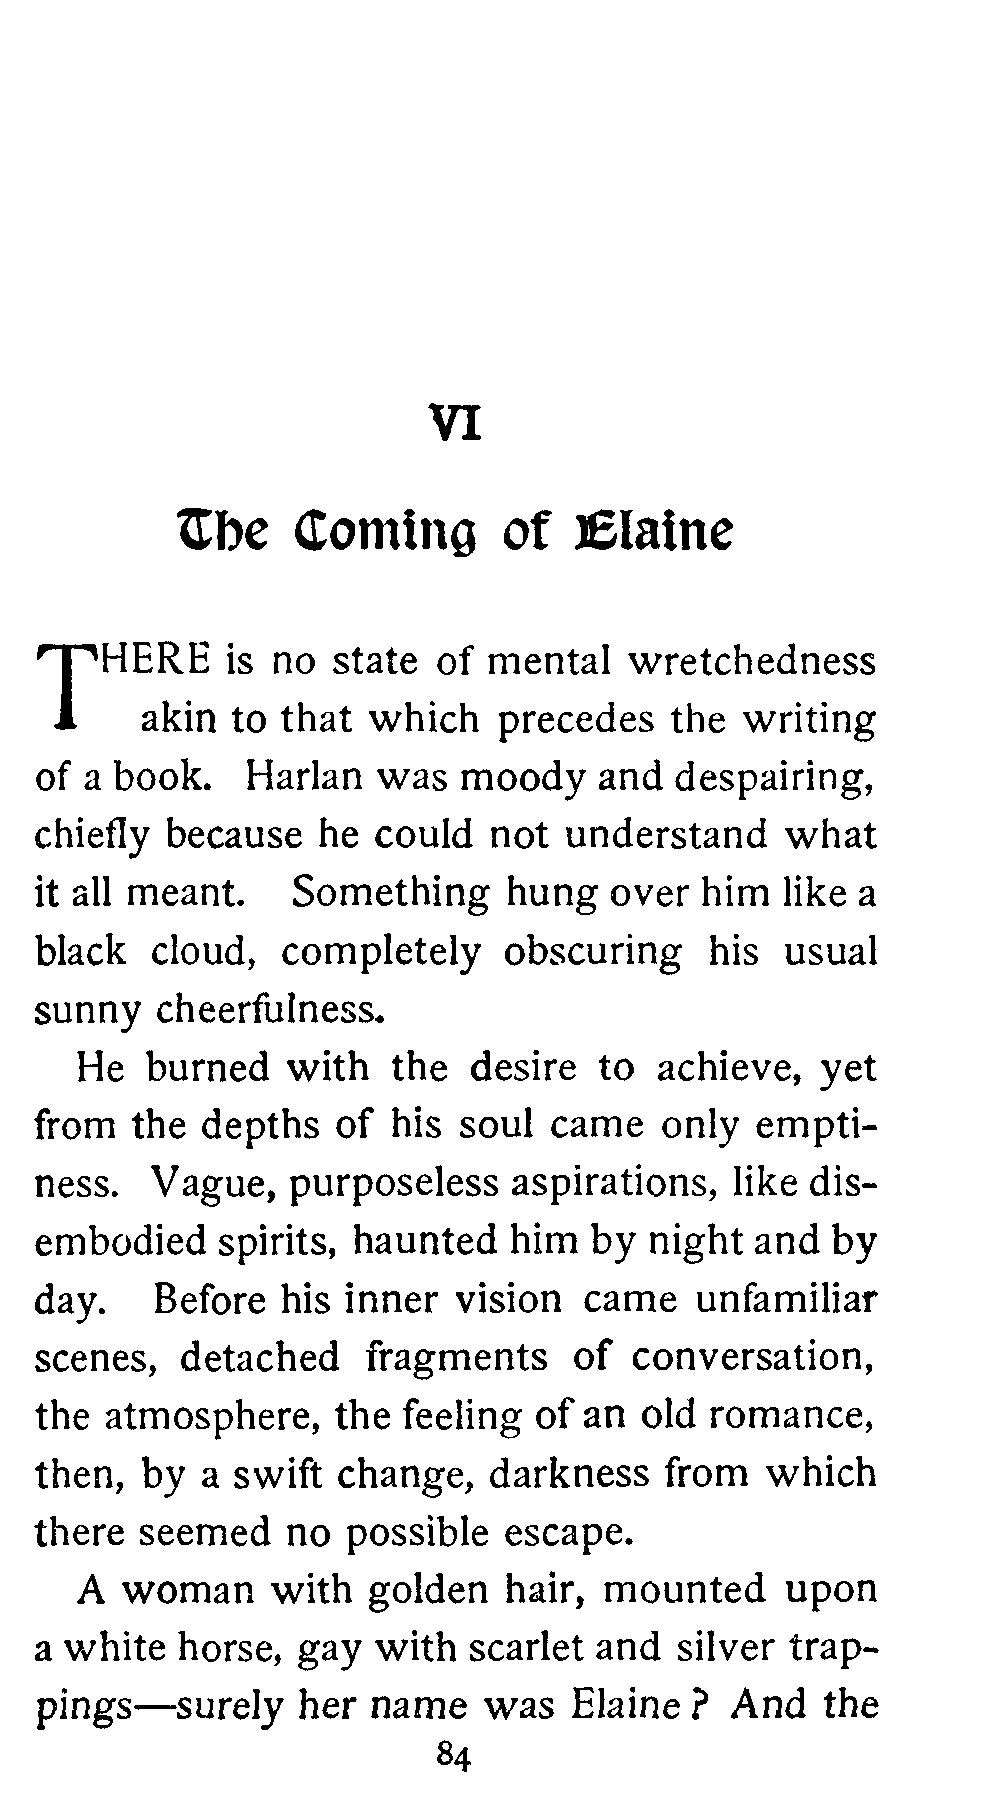 VI
The Coming of Elaine
THERE is no state of mental wretchedness
akin to that which precedes the writing
of a book. Harlan was moody and despairing,
chiefly because he could not understand what
it all meant. Something hung over him like a
black cloud, completely obscuring his usual
sunny cheerfulness.
He burned with the desire to achieve, yet
from the depths of his soul came only empti-
ness. Vague, purposeless aspirations, like dis-
embodied spirits, haunted him by night and by
day. Before his inner vision came unfamiliar
scenes, detached fragments of conversation,
the atmosphere, the feeling of an old romance,
then, by a swift change, darkness from which
there seemed no possible escape.
A woman with golden hair, mounted upon
a white horse, gay with scarlet and silver trap-
pings—surely her name was Elaine? And the
84